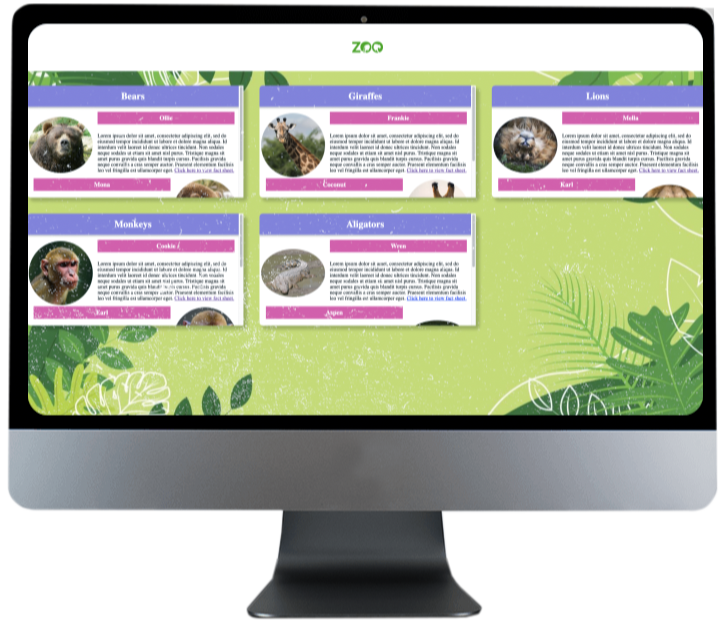 ZOO
Bears
Ollie
Lorem ipsum dolor sit amet, consectetur adipiscing elit, sed do
eiusmod tempor incididunt ut labore et dolore magna aliqua. Id
interdum velit laoreet id donec ultrices tincidunt. Non sodales
neque sodales ut etiam sit amet nisl purus. Tristique magna sit
amet purus gravida quis blandit turpis cursus. Facilisis gravida
neque convallis a cras semper auctor. Praesent elementum facilisis
leo vel fringilla est ullamcorper eget. Click here to view fact sheet.
Mona
Giraffes
Frankie
Lorem ipsum dolor sit amet, consectetur adipiscing elit, sed do
eiusmod tempor incididunt ut labore et dolore magna aliqua. Id
interdum velit laoreet id donec ultrices tincidunt. Non sodales
neque sodales ut etiam sit amet nisl purus. Tristique magna sit
amet purus gravida quis blandit turpis cursus. Facilisis gravida
neque convallis a cras semper auctor. Praesent elementum facilisis
leo vel fringilla est ullamcorper eget. Click here to view fact sheet.
Coconut
Lions
Mella
Lorem ipsum dolor sit amet, consectetur adipiscing elit, sed do
eiusmod tempor incididunt ut labore et dolore magna aliqua. Id
interdum velit laoreet id donec ultrices tincidunt. Non sodales
neque sodales ut etiam sit amet nisl purus. Tristique magna sit
amet purus gravida quis blandit turpis cursus. Facilisis gravida
neque convallis a cras semper auctor. Praesent elementum facilisis
leo vel fringilla est ullamcorper eget. Click here to view fact sheet.
Karl
Monkeys
Cookie
Lorem ipsum dolor sit amet, consectetur adipiscing elit, sed do
eiusmod tempor incididunt ut labore et dolore magna aliqua. Id
interdum velit laoreet id donec ultrices tincidunt. Non sodales
neque sodales ut etiam sit amet nisl purus. Tristique magna sit
amet purus gravida quis blandit turpis cursus. Facilisis gravida
neque convallis a cras semper auctor. Praesent elementum facilisis
leo vel fringilla est ullamcorper eget. Click here to view fact sheet.
Karl
Aligators
Wren
Lorem ipsum dolor sit amet, consectetur adipiscing elit, sed do
eiusmod tempor incididunt ut labore et dolore magna aliqua. Id
interdum velit laoreet id donec ultrices tincidunt. Non sodales
neque sodales ut etiam sit amet nisl purus. Tristique magna sit
amet purus gravida quis blandit turpis cursus. Facilisis gravida
neque convallis a cras semper auctor. Praesent elementum facilisis
leo vel fringilla est ullamcorper eget. Click here to view fact sheet.